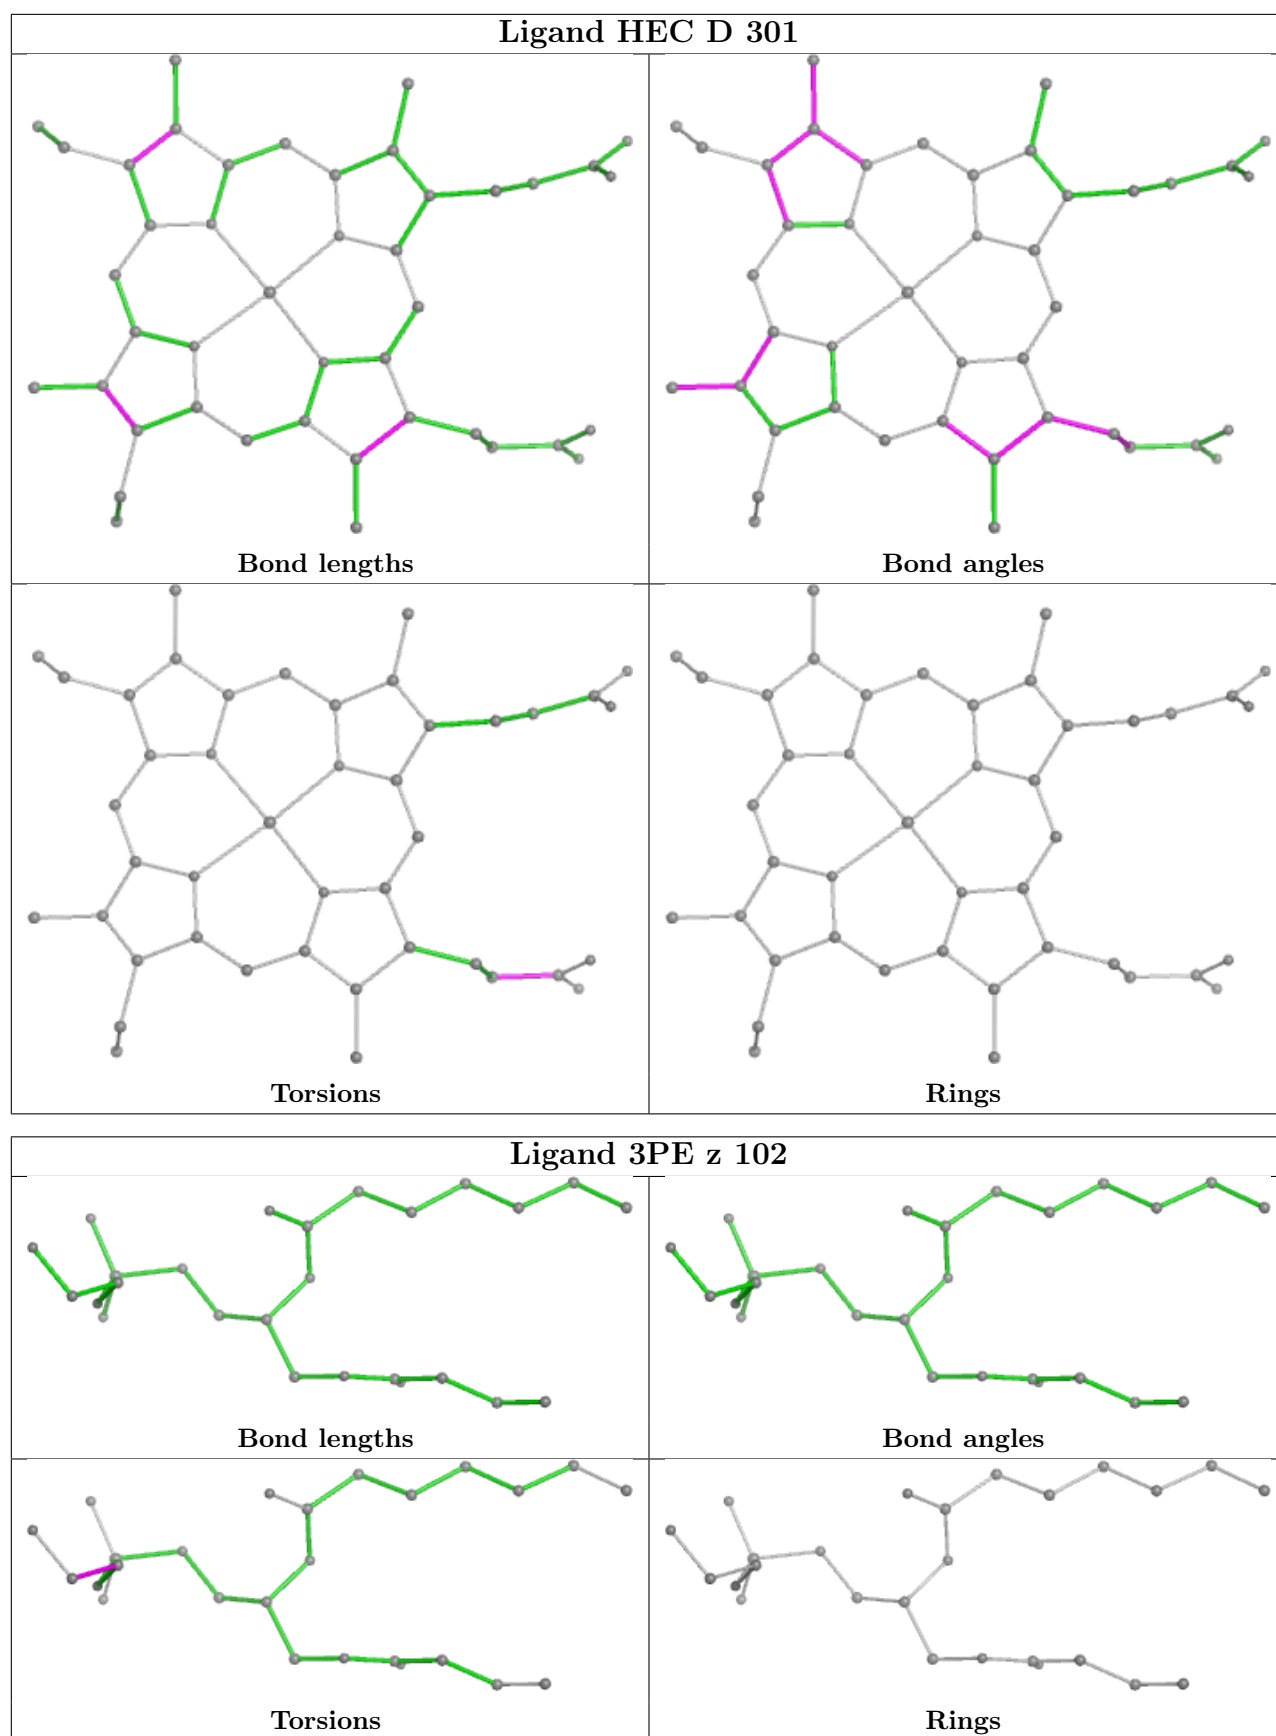 Ligand HEC D 301
Bond lengths
Bond angles
Torsions
Rings
Ligand 3PE z 102
Bond lengths
Bond angles
Torsions
Rings